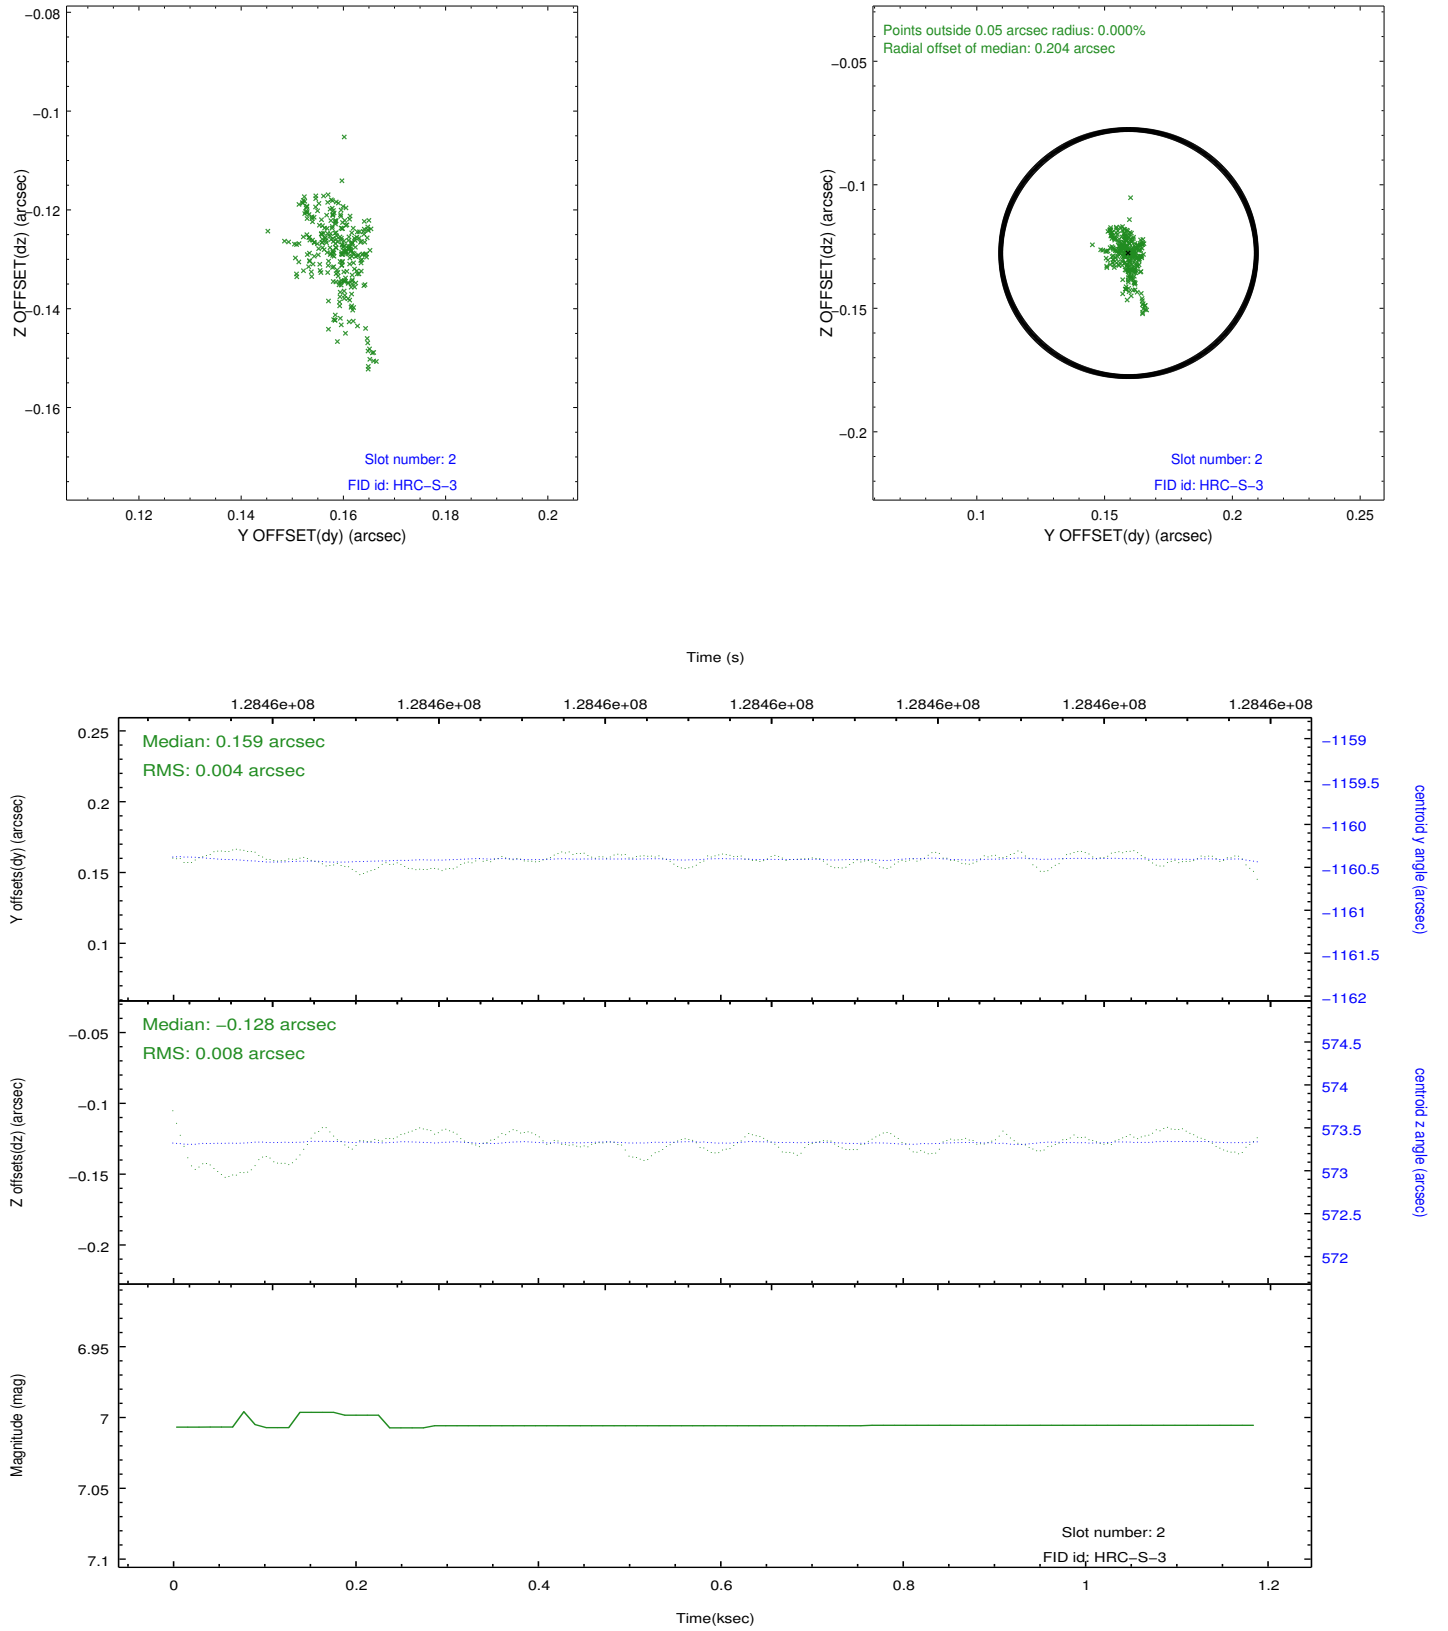 −0.08
−0.1
−0.12
−0.14
−0.16
Z OFFSET(dz) (arcsec)
Slot number: 2
FID id: HRC−S−3
0.12 0.14 0.16 0.18 0.2
Y OFFSET(dy) (arcsec)
Points outside 0.05 arcsec radius: 0.000%
Radial offset of median: 0.204 arcsec
−0.05
−0.1
−0.15
−0.2
Z OFFSET(dz) (arcsec)
Slot number: 2
FID id: HRC−S−3
0.1 0.15 0.2 0.25
Y OFFSET(dy) (arcsec)
Time (s)
1.2846e+08 1.2846e+08 1.2846e+08 1.2846e+08 1.2846e+08 1.2846e+08 1.2846e+08
Median: 0.159 arcsec
RMS: 0.004 arcsec
0.25
0.2
0.15
0.1
Y offsets(dy) (arcsec)
−1159
−1159.5
−1160
−1160.5
−1161
−1161.5
−1162
centroid y angle (arcsec)
Median: −0.128 arcsec
RMS: 0.008 arcsec
−0.05
−0.1
−0.15
−0.2
Z offsets(dz) (arcsec)
574.5
574
573.5
573
572.5
572
centroid z angle (arcsec)
6.95
7
7.05
7.1
Magnitude (mag)
Slot number: 2
FID id: HRC−S−3
0 0.2 0.4 0.6 0.8 1 1.2
Time(ksec)